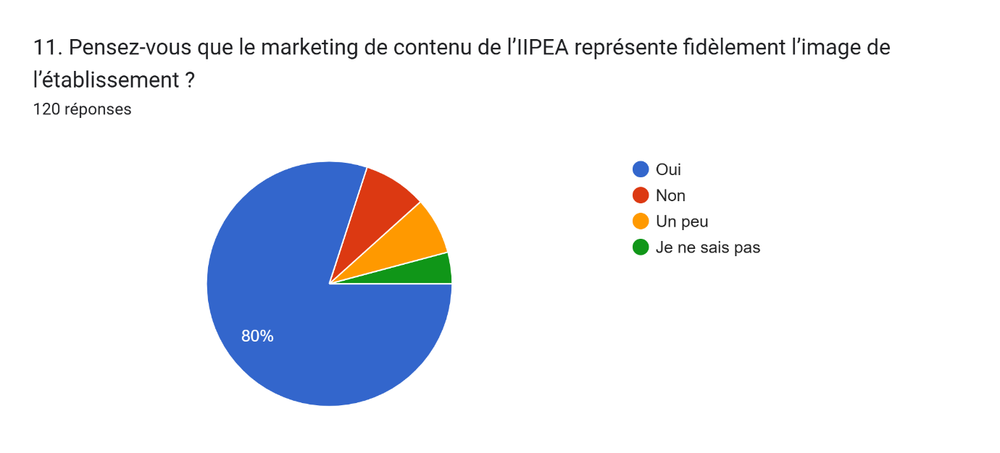 11. Pensez-vous que le marketing de contenu de l’IIPEA représente fidèlement l’image de
l’établissement ?
120 réponses
Oui
Non
Un peu
Je ne sais pas
80%